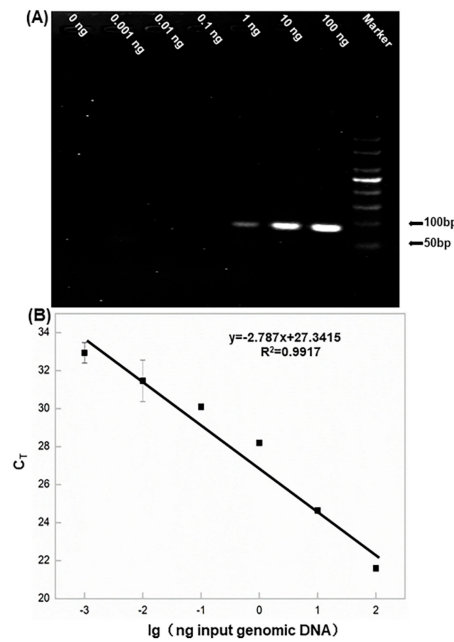 (A)
0 ng 0.001 ng 0.01 ng 0.1 ng 1 ng 10 ng 100 ng Marker
100bp
50bp
(B)
y=-2.787x+27.3415
R²=0.9917
34
32
30
28
26
24
22
20
C_T
-3 -2 -1 0 1 2
lg ( ng input genomic DNA)